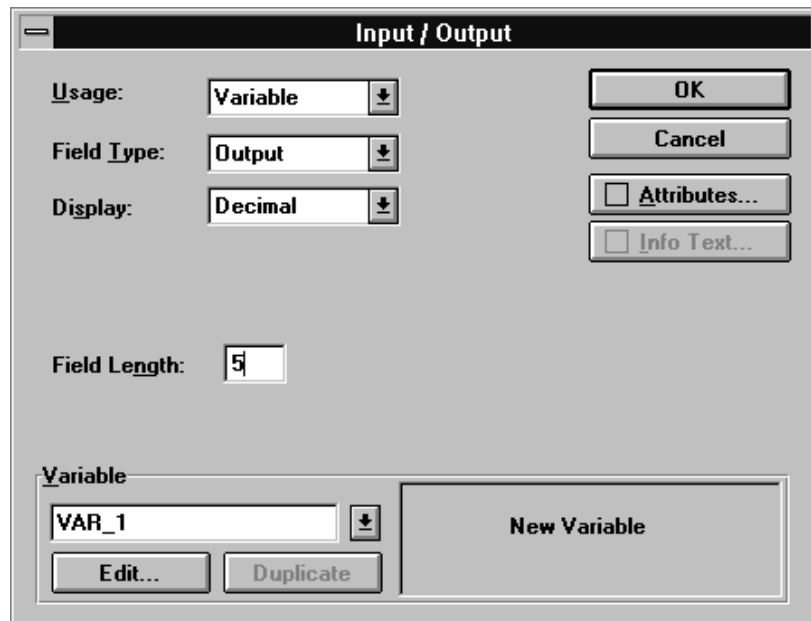 Input / Output
Usage: Variable
Field Type: Output
Display: Decimal
OK
Cancel
Attributes...
Info Text...
Field Length: 5
Variable
VAR_1
New Variable
Edit...
Duplicate